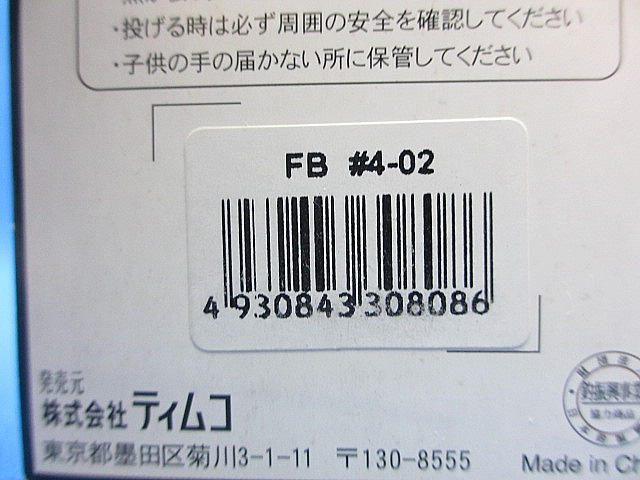 ・投げる時は必ず周囲の安全を確認してください
・子供の手の届かない所に保管してください
FB #4-02
4 930843 308086
発売元
株式会社 ティムコ
東京都墨田区菊川3-1-11 〒130-8555
Made in Ch